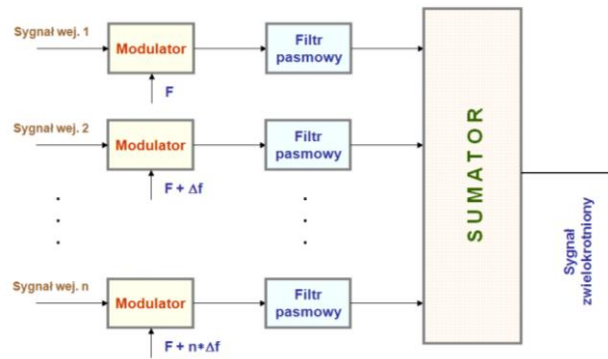 Sygnał wej. 1
Modulator
F
Filtr
pasmowy
Sygnał wej. 2
Modulator
F + Δf
Filtr
pasmowy
Sygnał wej. n
Modulator
F + n*Δf
Filtr
pasmowy
SUMATOR
Sygnał
zwielokrotniony